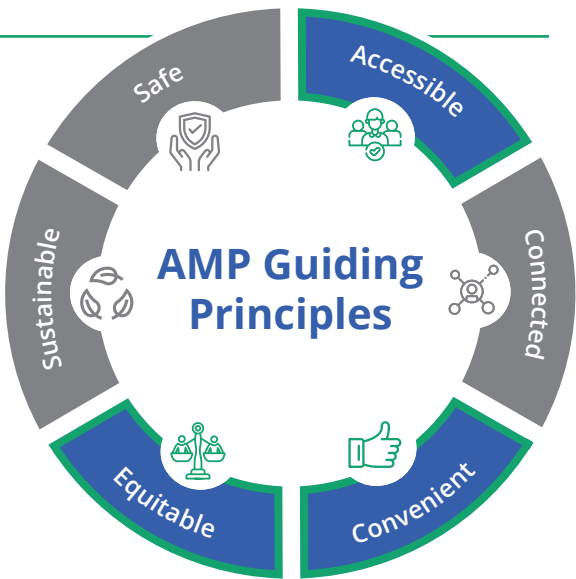 Safe
Accessible
Connected
Convenient
Equitable
Sustainable
AMP Guiding
Principles